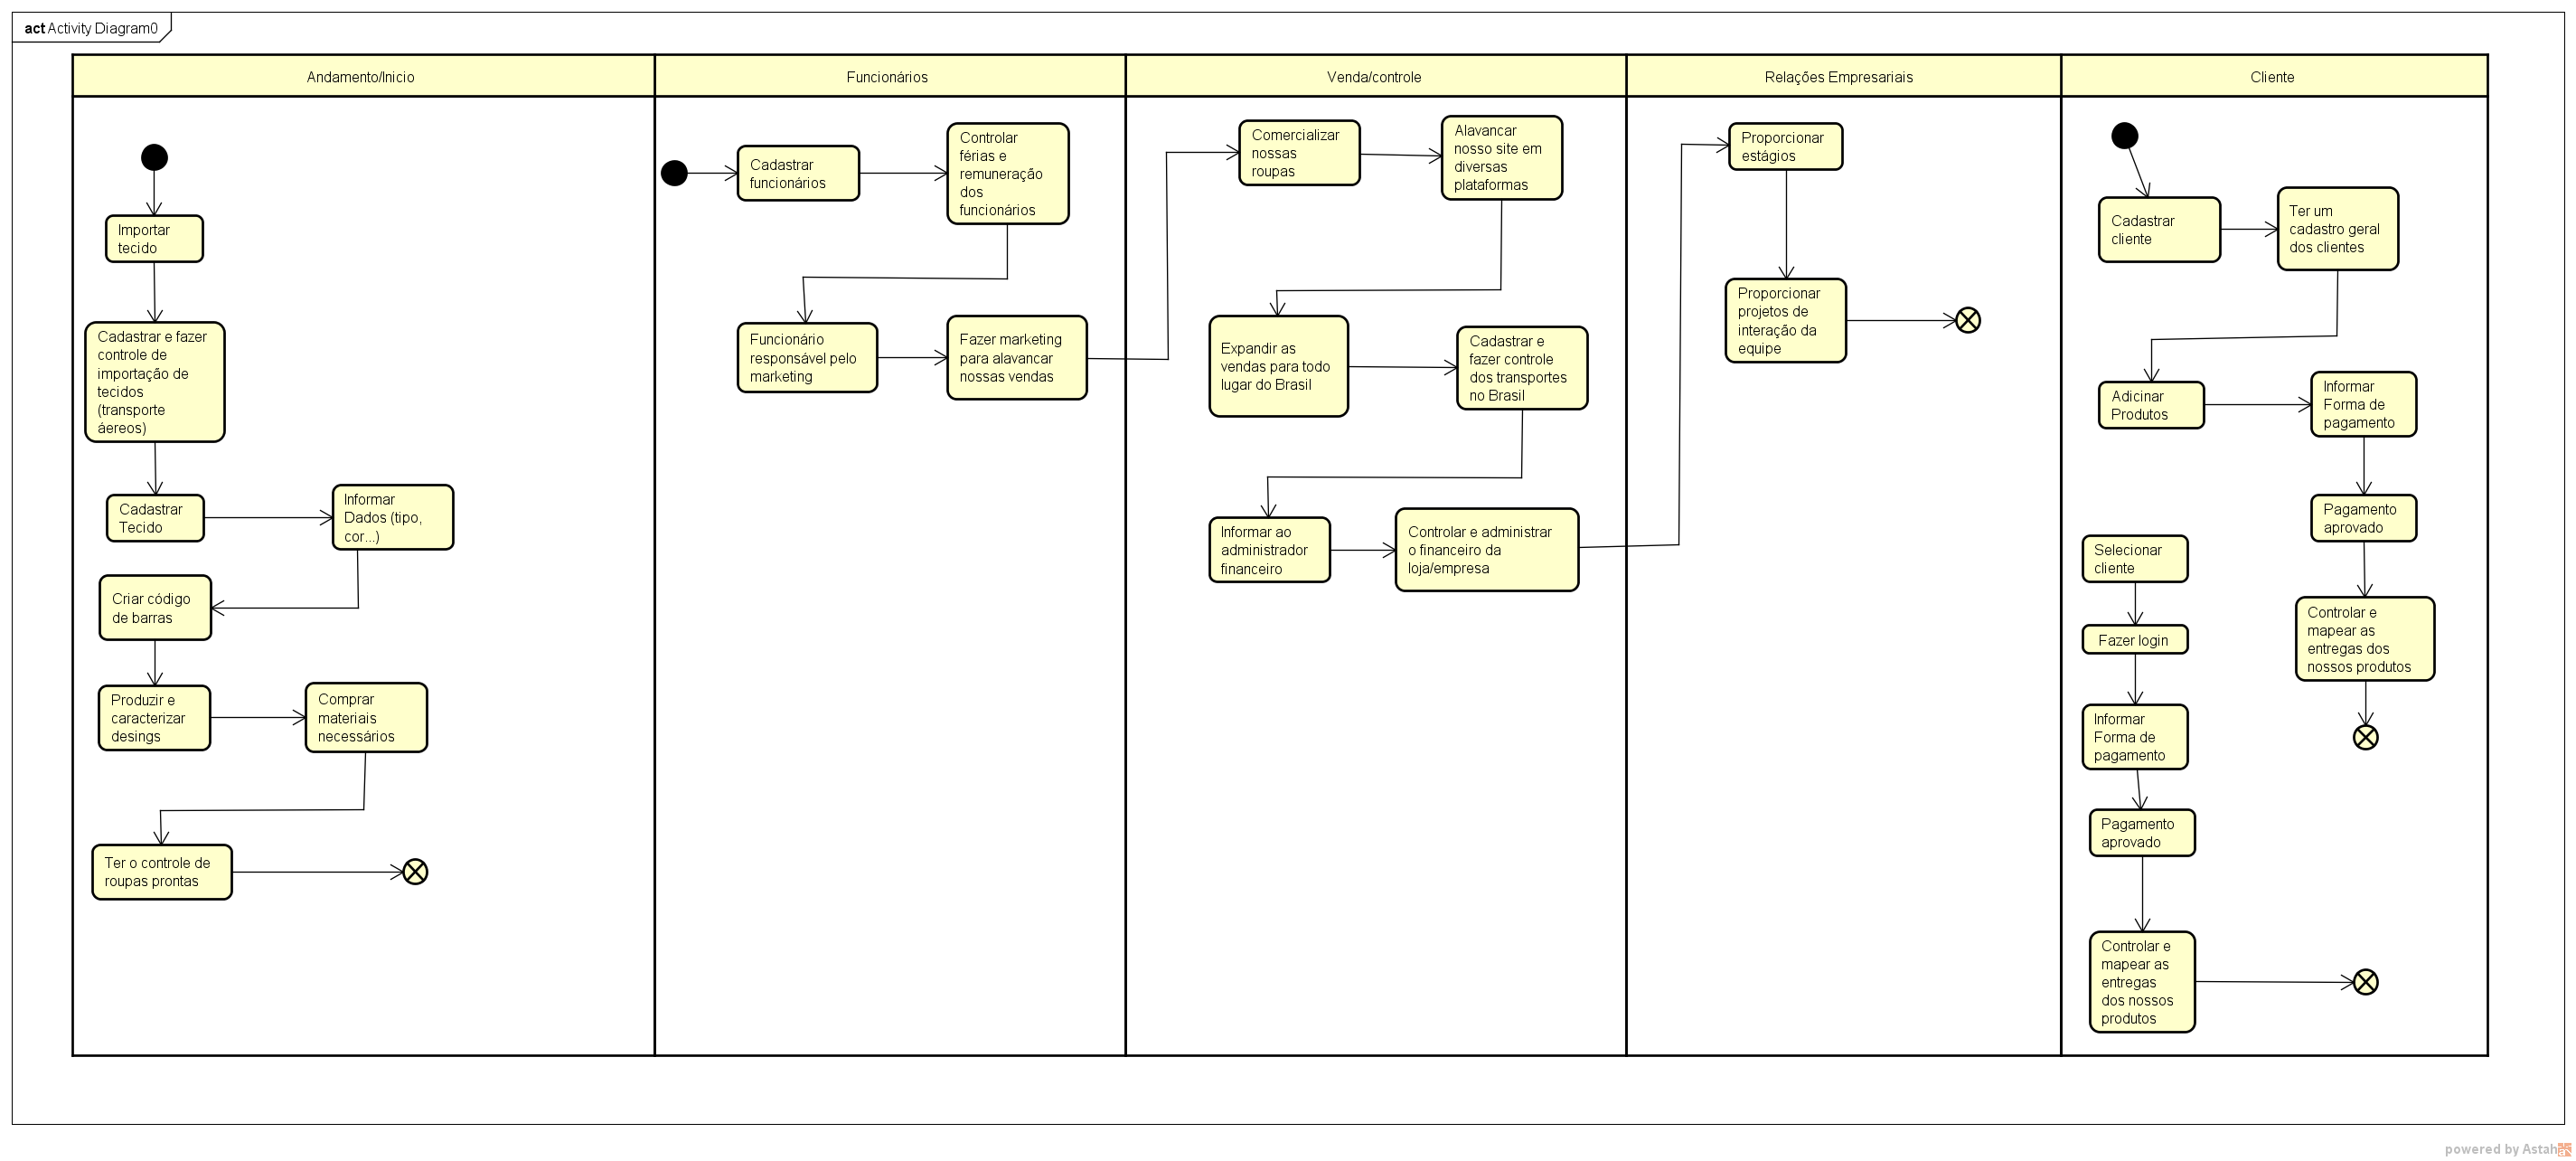 act Activity Diagram0
Andamento/Inicio
Importar
tecido
Cadastrar e fazer
controle de
importação de
tecidos
(transporte
áereos)
Cadastrar
Tecido
Informar
Dados (tipo,
cor...)
Criar código
de barras
Produzir e
caracterizar
desings
Comprar
materiais
necessários
Ter o controle de
roupas prontas
Funcionários
Cadastrar
funcionários
Controlar
férias e
remuneração
dos
funcionários
Funcionário
responsável pelo
marketing
Fazer marketing
para alavancar
nossas vendas
Venda/controle
Comercializar
nossas
roupas
Alavancar
nosso site em
diversas
plataformas
Expandir as
vendas para todo
lugar do Brasil
Cadastrar e
fazer controle
dos transportes
no Brasil
Informar ao
administrador
financeiro
Controlar e administrar
o financeiro da
loja/empresa
Relações Empresariais
Proporcionar
estágios
Proporcionar
projetos de
interação da
equipe
Cliente
Cadastrar
cliente
Ter um
cadastro geral
dos clientes
Adicinar
Produtos
Informar
Forma de
pagamento
Pagamento
aprovado
Controlar e
mapear as
entregas dos
nossos produtos
Selecionar
cliente
Fazer login
Informar
Forma de
pagamento
Pagamento
aprovado
Controlar e
mapear as
entregas
dos nossos
produtos
powered by Astah